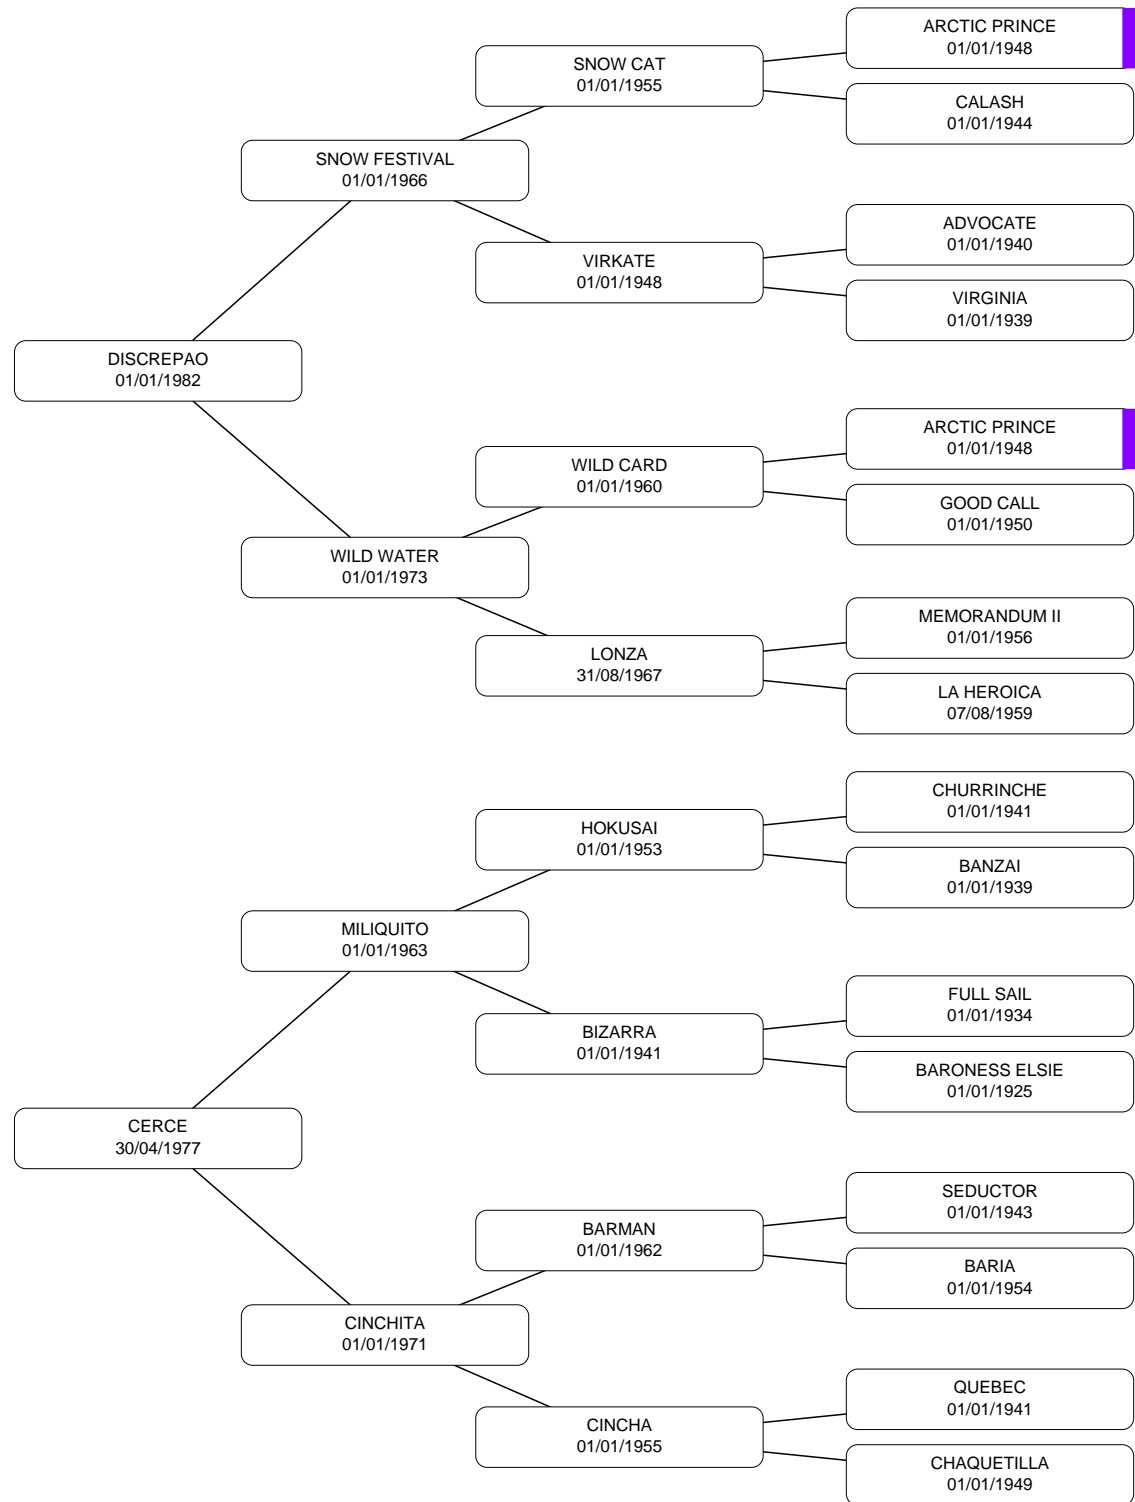 ARCTIC PRINCE
01/01/1948
SNOW CAT
01/01/1955
CALASH
01/01/1944
SNOW FESTIVAL
01/01/1966
ADVOCATE
01/01/1940
VIRKATE
01/01/1948
VIRGINIA
01/01/1939
DISCREPAO
01/01/1982
ARCTIC PRINCE
01/01/1948
WILD CARD
01/01/1960
GOOD CALL
01/01/1950
WILD WATER
01/01/1973
MEMORANDUM II
01/01/1956
LONZA
31/08/1967
LA HEROICA
07/08/1959
CHURRINCHE
01/01/1941
HOKUSAI
01/01/1953
BANZAI
01/01/1939
MILIQUITO
01/01/1963
FULL SAIL
01/01/1934
BIZARRA
01/01/1941
BARONESS ELSIE
01/01/1925
CERCE
30/04/1977
SEDUCTOR
01/01/1943
BARMAN
01/01/1962
BARIA
01/01/1954
CINCHITA
01/01/1971
QUEBEC
01/01/1941
CINCHA
01/01/1955
CHAQUETILLA
01/01/1949